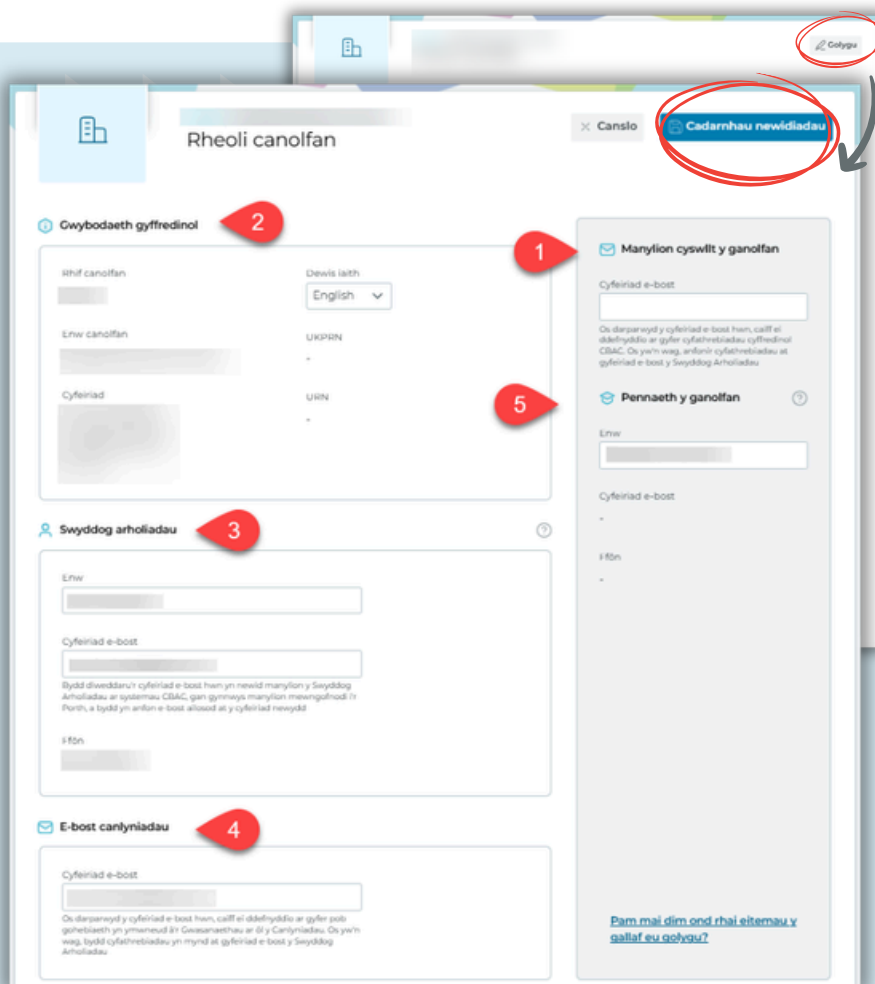 Golygu
Rheoli canolfan
Canslo
Cadarnhau newidiadau
Gwybodaeth gyffredinol
2
Rhif canolfan
Dewis iaith
English
Enw canolfan
UKPRN
-
Cyfeiriad
URN
-
Swyddog arholiadau
3
Enw
Cyfeiriad e-bost
Bydd diweddaru'r cyfeiriad e-bost hwn yn newid manylion y Swyddog
Arholiadau ar systemau CBAC, gan gynnwys manylion mewngofnodi i'r
Porth, a bydd yn anfon e-bost ailosod at y cyfeiriad newydd
Ffôn
E-bost canlyniadau
4
Cyfeiriad e-bost
Os darparwyd y cyfeiriad e-bost hwn, caiff ei ddefnyddio ar gyfer pob
gohebiaeth yn ymwneud â'r Gwasanaethau ar ôl y Canlyniadau. Os yw'n
wag, bydd cyfathrebiadau yn mynd at gyfeiriad e-bost y Swyddog
Arholiadau
1
Manylion cyswllt y ganolfan
Cyfeiriad e-bost
Os darparwyd y cyfeiriad e-bost hwn, caiff ei
ddefnyddio ar gyfer cyfathrebiadau cyffredinol
CBAC. Os yw'n wag, anfonir cyfathrebiadau at
gyfeiriad e-bost y Swyddog Arholiadau
5
Pennaeth y ganolfan
?
Enw
Cyfeiriad e-bost
-
Ffôn
-
?
Pam mai dim ond rhai eitemau y
gallaf eu golygu?